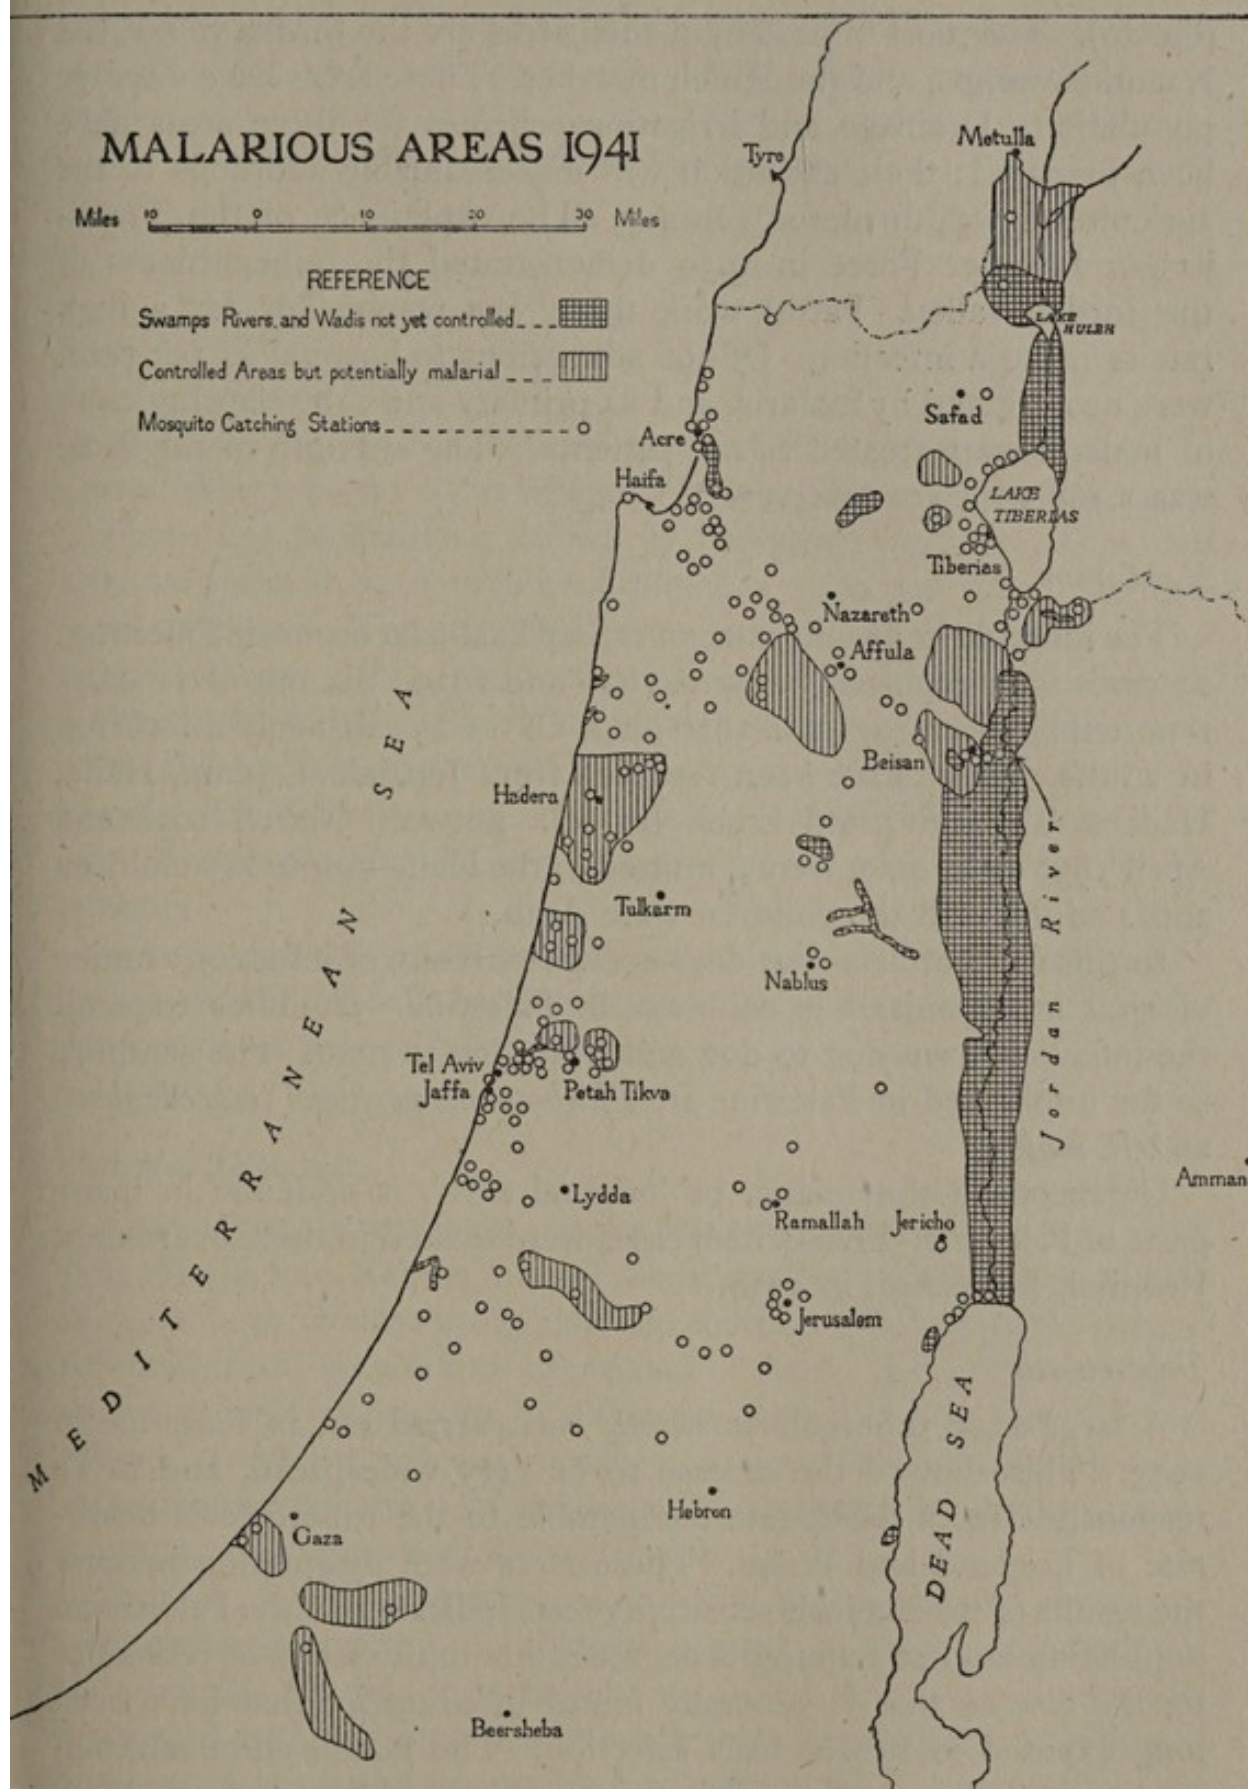 MALARIOUS AREAS 1941
Miles 10 0 10 20 30 Miles
REFERENCE
Swamps Rivers, and Wadis not yet controlled
Controlled Areas but potentially malarial
Mosquito Catching Stations
Metulla
Tyre
LAKE
HULEH
Safad
Acre
Haifa
LAKE
TIBERIAS
Tiberias
Nazareth
Affula
Beisan
Hadera
Tulkarm
Nablus
Jordan River
MEDITERRANEAN SEA
Tel Aviv
Jaffa
Petah Tikva
Amman
Lydda
Ramallah
Jericho
Jerusalem
DEAD SEA
Hebron
Gaza
Beersheba